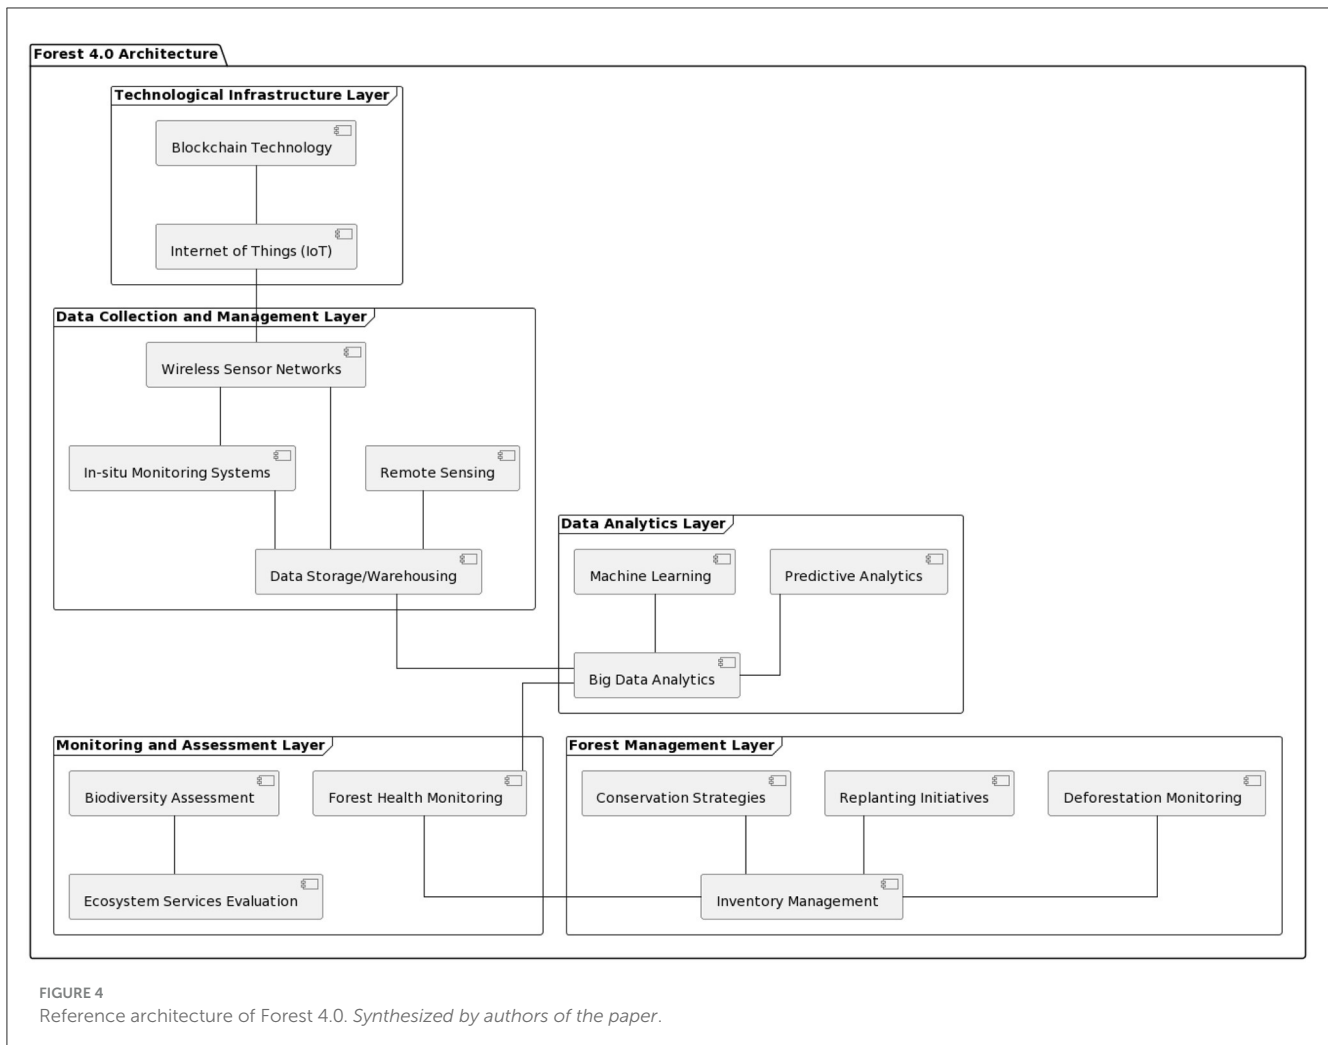 Forest 4.0 Architecture
Technological Infrastructure Layer
Blockchain Technology
Internet of Things (IoT)
Data Collection and Management Layer
Wireless Sensor Networks
In-situ Monitoring Systems
Remote Sensing
Data Storage/Warehousing
Data Analytics Layer
Machine Learning
Predictive Analytics
Big Data Analytics
Monitoring and Assessment Layer
Biodiversity Assessment
Forest Health Monitoring
Ecosystem Services Evaluation
Forest Management Layer
Conservation Strategies
Replanting Initiatives
Deforestation Monitoring
Inventory Management
FIGURE 4
Reference architecture of Forest 4.0. Synthesized by authors of the paper.